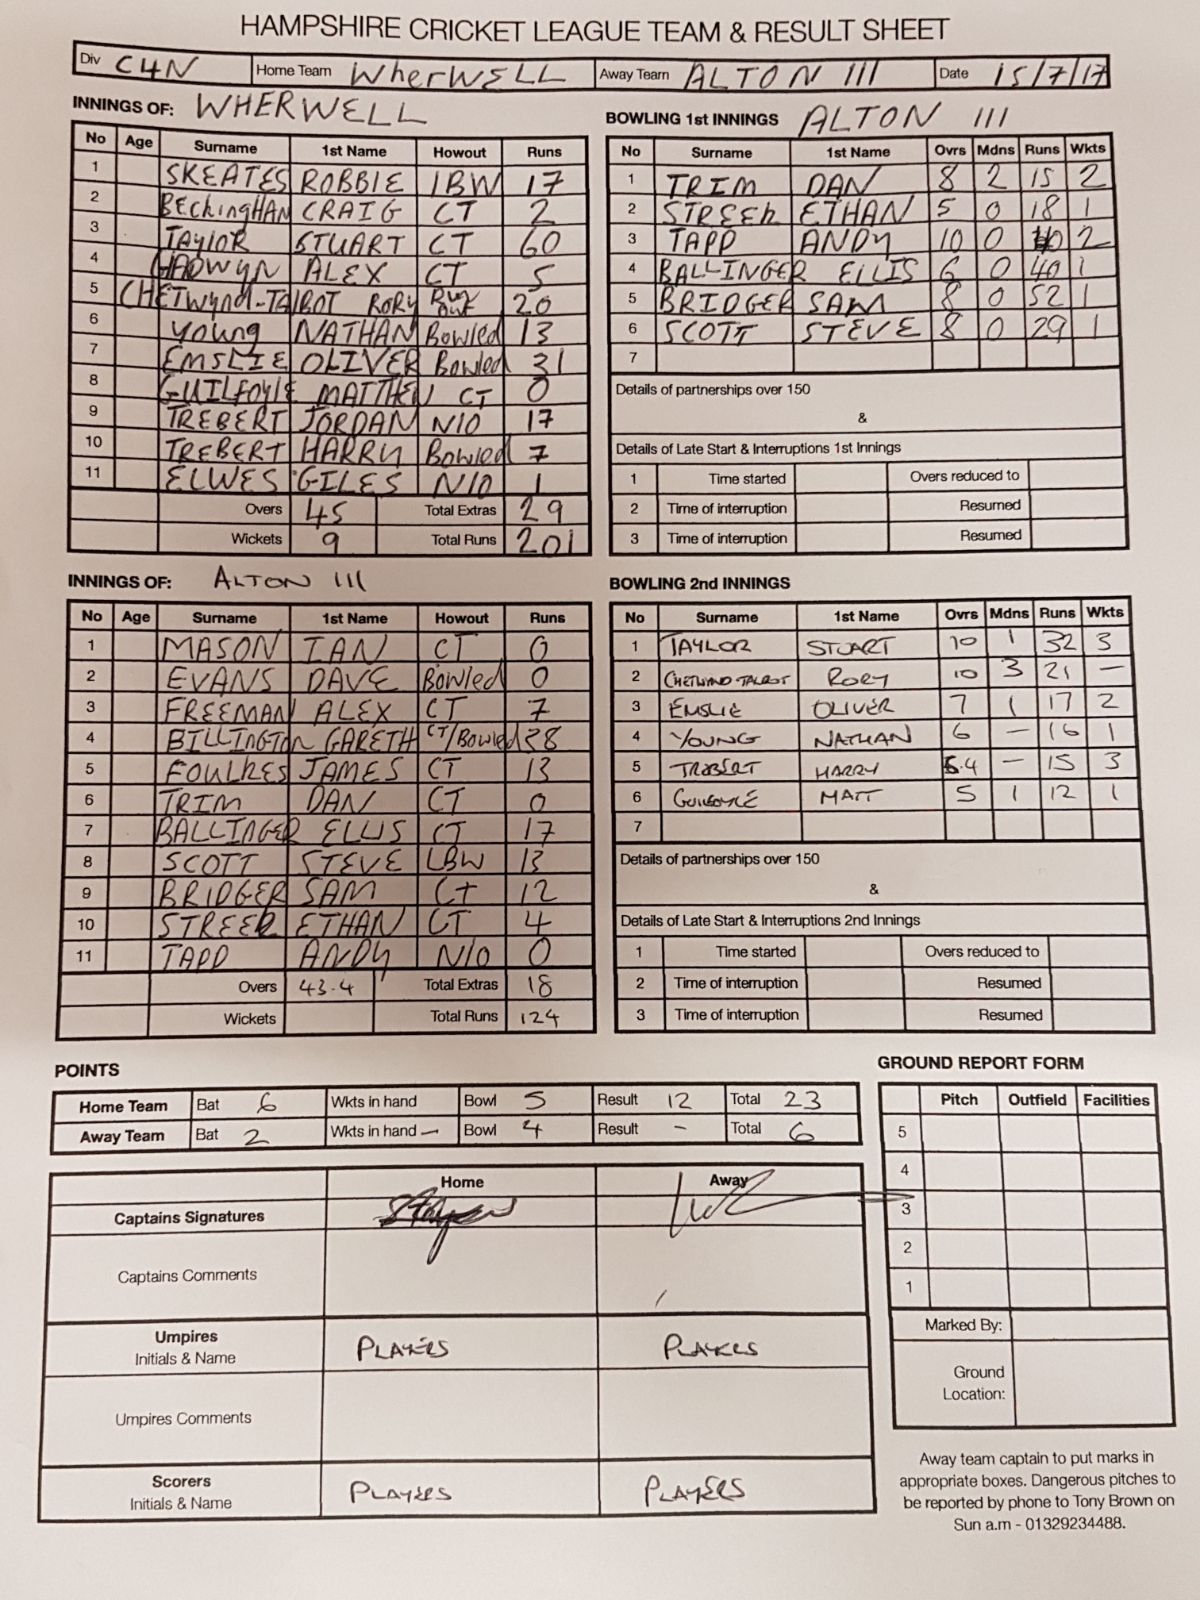 HAMPSHIRE CRICKET LEAGUE TEAM & RESULT SHEET
Div C4N Home Team WherWELL Away Team ALTON III Date 15/7/17
INNINGS OF: WHERWELL
No Age Surname 1st Name Howout Runs
1 SKEATES ROBBIE IBW 17
2 BECkingHAN CRAIG CT 2
3 TAYLOR STUART CT 60
4 HADWYN ALEX CT 5
5 CHETWynd-TALBOT RORY Run out 20
6 Young NATHAN Bowled 13
7 EMSLIE OLIVER Bowled 31
8 GUILFOYLE MATTHEW CT 0
9 TREBERT JORDAN N/O 17
10 TREBERT HARRY Bowled 7
11 ELWES GILES N/O 1
Overs 45 Total Extras 29
Wickets 9 Total Runs 201
BOWLING 1st INNINGS ALTON III
No Surname 1st Name Ovrs Mdns Runs Wkts
1 TRIM DAN 8 2 15 2
2 STREEK ETHAN 5 0 18 1
3 TAPP ANDY 10 0 40 2
4 BALLINGER ELLIS 6 0 40 1
5 BRIDGER SAM 8 0 52 1
6 SCOTT STEVE 8 0 29 1
7
Details of partnerships over 150
&
Details of Late Start & Interruptions 1st Innings
1 Time started Overs reduced to
2 Time of interruption Resumed
3 Time of interruption Resumed
INNINGS OF: ALTON III
No Age Surname 1st Name Howout Runs
1 MASON IAN CT 0
2 EVANS DAVE Bowled 0
3 FREEMAN ALEX CT 7
4 BILLINGTON GARETH CT/Bowled 38
5 FOULKES JAMES CT 13
6 TRIM DAN CT 0
7 BALLINGER ELLIS CT 17
8 SCOTT STEVE LBW 13
9 BRIDGER SAM CT 12
10 STREEK ETHAN CT 4
11 TAPP ANDY N/O 0
Overs 43.4 Total Extras 18
Wickets Total Runs 124
BOWLING 2nd INNINGS
No Surname 1st Name Ovrs Mdns Runs Wkts
1 TAYLOR STUART 10 1 32 3
2 CHETWYND TALBOT RORY 10 3 21 —
3 EMSLIE OLIVER 7 1 17 2
4 YOUNG NATHAN 6 — 16 1
5 TREBERT HARRY 5.4 — 15 3
6 GUILFOYLE MATT 5 1 12 1
7
Details of partnerships over 150
&
Details of Late Start & Interruptions 2nd Innings
1 Time started Overs reduced to
2 Time of interruption Resumed
3 Time of interruption Resumed
POINTS
Home Team Bat 6 Wkts in hand Bowl 5 Result 12 Total 23
Away Team Bat 2 Wkts in hand — Bowl 4 Result - Total 6
GROUND REPORT FORM
Pitch Outfield Facilities
5
4
3
2
1
Marked By:
Ground Location:
Home Away
Captains Signatures
Captains Comments
Umpires
Initials & Name PLAYERS PLAYERS
Umpires Comments
Scorers
Initials & Name PLAYERS PLAYERS
Away team captain to put marks in
appropriate boxes. Dangerous pitches to
be reported by phone to Tony Brown on
Sun a.m - 01329234488.